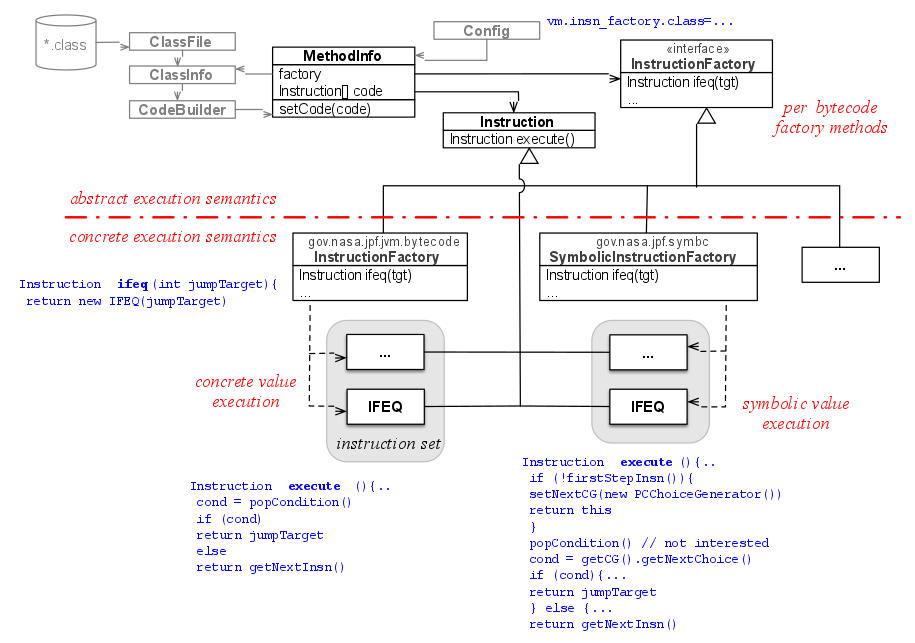 vm.insn_factory.class=...
*.class
ClassFile
ClassInfo
CodeBuilder
Config
MethodInfo
factory
Instruction[] code
setCode(code)
«interface»
InstructionFactory
Instruction ifeq(tgt)
...
Instruction
Instruction execute()
per bytecode
factory methods
abstract execution semantics
concrete execution semantics
gov.nasa.jpf.jvm.bytecode
InstructionFactory
Instruction ifeq(tgt)
...
gov.nasa.jpf.symbc
SymbolicInstructionFactory
Instruction ifeq(tgt)
...
...
Instruction ifeq (int jumpTarget){
return new IFEQ(jumpTarget)
...
IFEQ
instruction set
concrete value
execution
...
IFEQ
symbolic value
execution
Instruction execute (){..
cond = popCondition()
if (cond)
return jumpTarget
else
return getNextInsn()
Instruction execute (){..
if (!firstStepInsn()){
setNextCG(new PCChoiceGenerator())
return this
}
popCondition() // not interested
cond = getCG().getNextChoice()
if (cond){...
return jumpTarget
} else {...
return getNextInsn()